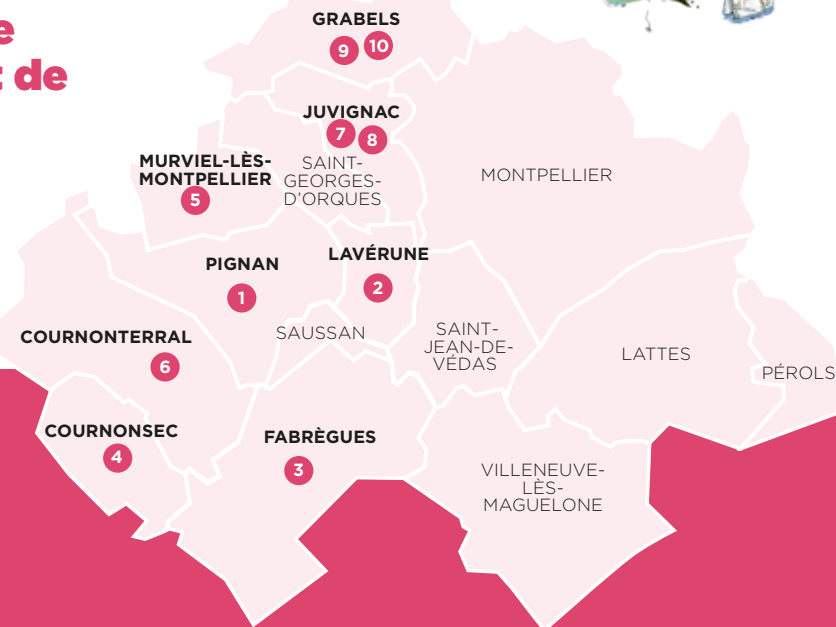 e
t de
GRABELS
9 10
JUVIGNAC
7 8
MURVIEL-LÈS-
MONTPELLIER
5
SAINT-
GEORGES-
D'ORQUES
MONTPELLIER
PIGNAN
1
LAVÉRUNE
2
COURNONTERRAL
6
SAUSSAN
SAINT-
JEAN-DE-
VÉDAS
LATTES
PÉROLS
COURNONSEC
4
FABRÈGUES
3
VILLENEUVE-
LÈS-
MAGUELONE